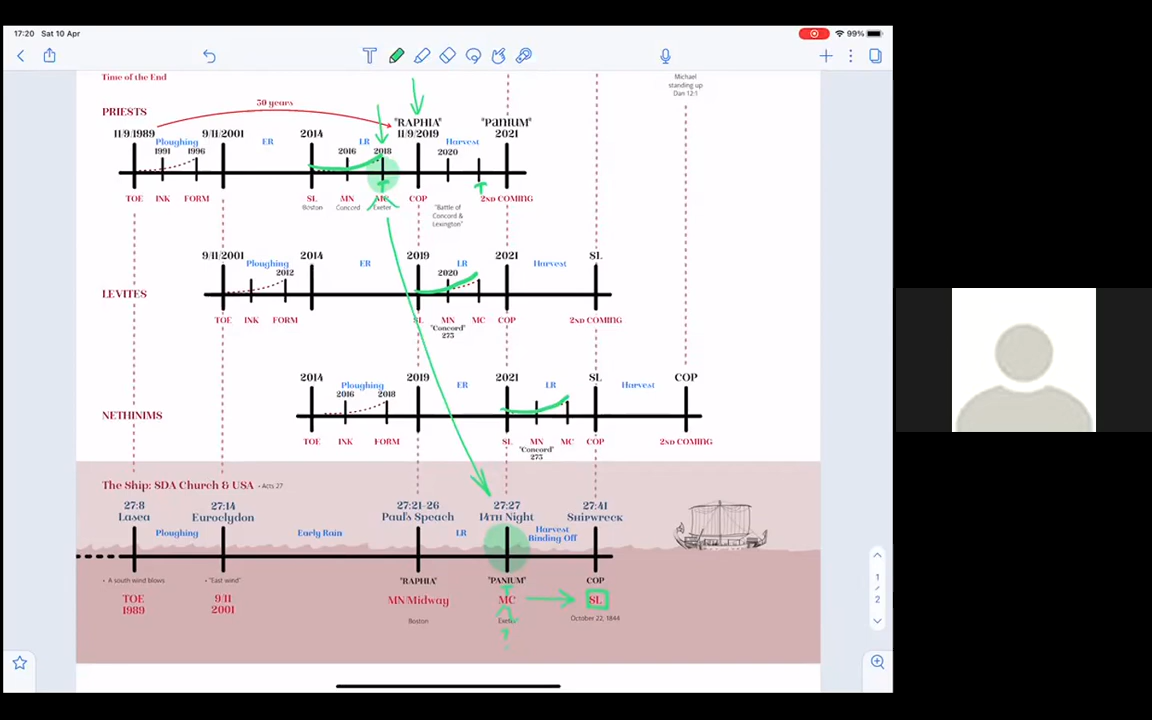 17:20 Sat 10 Apr
99%
Time of the End
Michael
standing up
Dan 12:1
PRIESTS
30 years
"RAPHIA" "PANIUM"
11/9/1989 9/11/2001 2014 11/9/2019 2021
Ploughing ER LR Harvest
1991 1996 2016 2018 2020
TOE INK FORM SL MN MC COP 2ND COMING
Boston Concord Exeter "Battle of
Concord &
Lexington"
9/11/2001 2014 2019 2021 SL
Ploughing ER LR Harvest
2012 2020
LEVITES
TOE INK FORM SL MN MC COP 2ND COMING
"Concord"
273
2014 2019 2021 SL COP
Ploughing ER LR Harvest
2016 2018
NETHINIMS
TOE INK FORM SL MN MC COP 2ND COMING
"Concord"
273
The Ship: SDA Church & USA • Acts 27
27:8 27:14 27:21-26 27:27 27:41
Lasea Euroclydon Paul's Speach 14TH Night Shipwreck
Ploughing Early Rain LR Harvest
Binding Off
• A south wind blows • "East wind" "RAPHIA" "PANIUM" COP
TOE 9/11 MN/Midway MC SL
1989 2001
Boston Exeter October 22, 1844
1
/
2